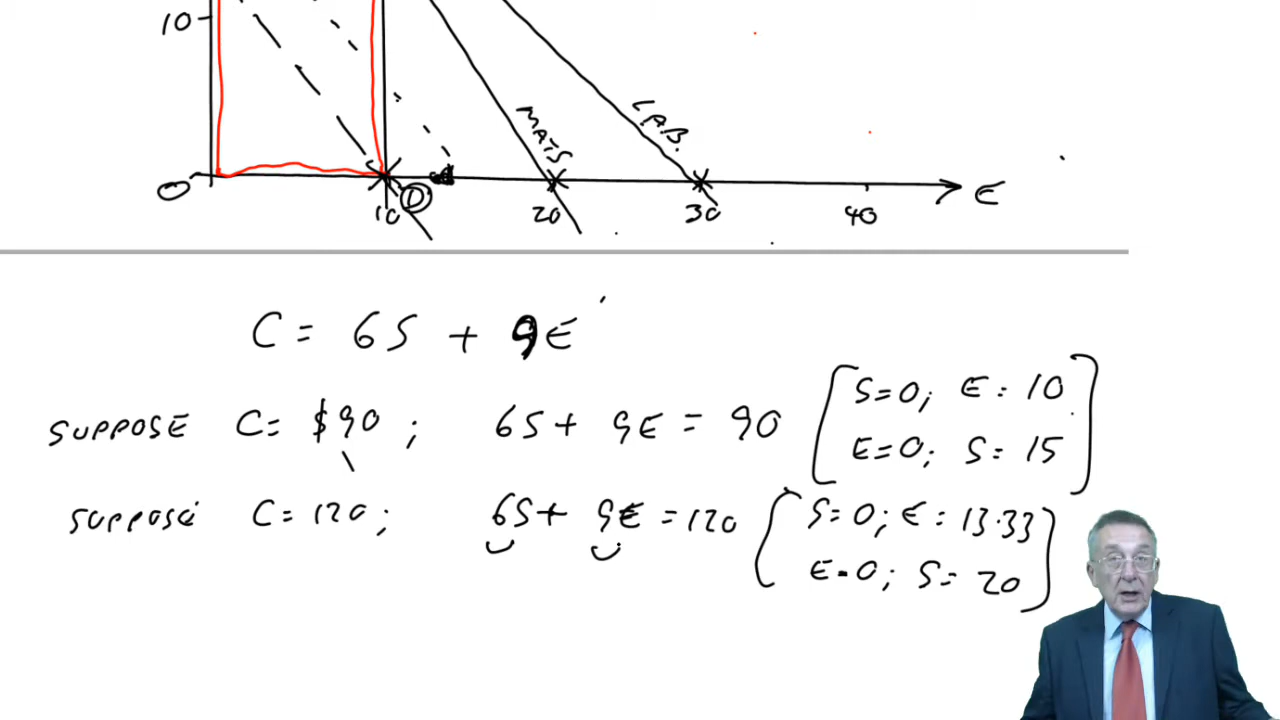 10
MATS
LAB.
O
10
D
20
30
40
E
C = 6S + 9E
SUPPOSE C = $90 ; 6S + 9E = 90
S=0; E = 10
E=0; S = 15
SUPPOSE C = 120 ; 6S + 9E = 120
S=0; E = 13.33
E=0; S = 20